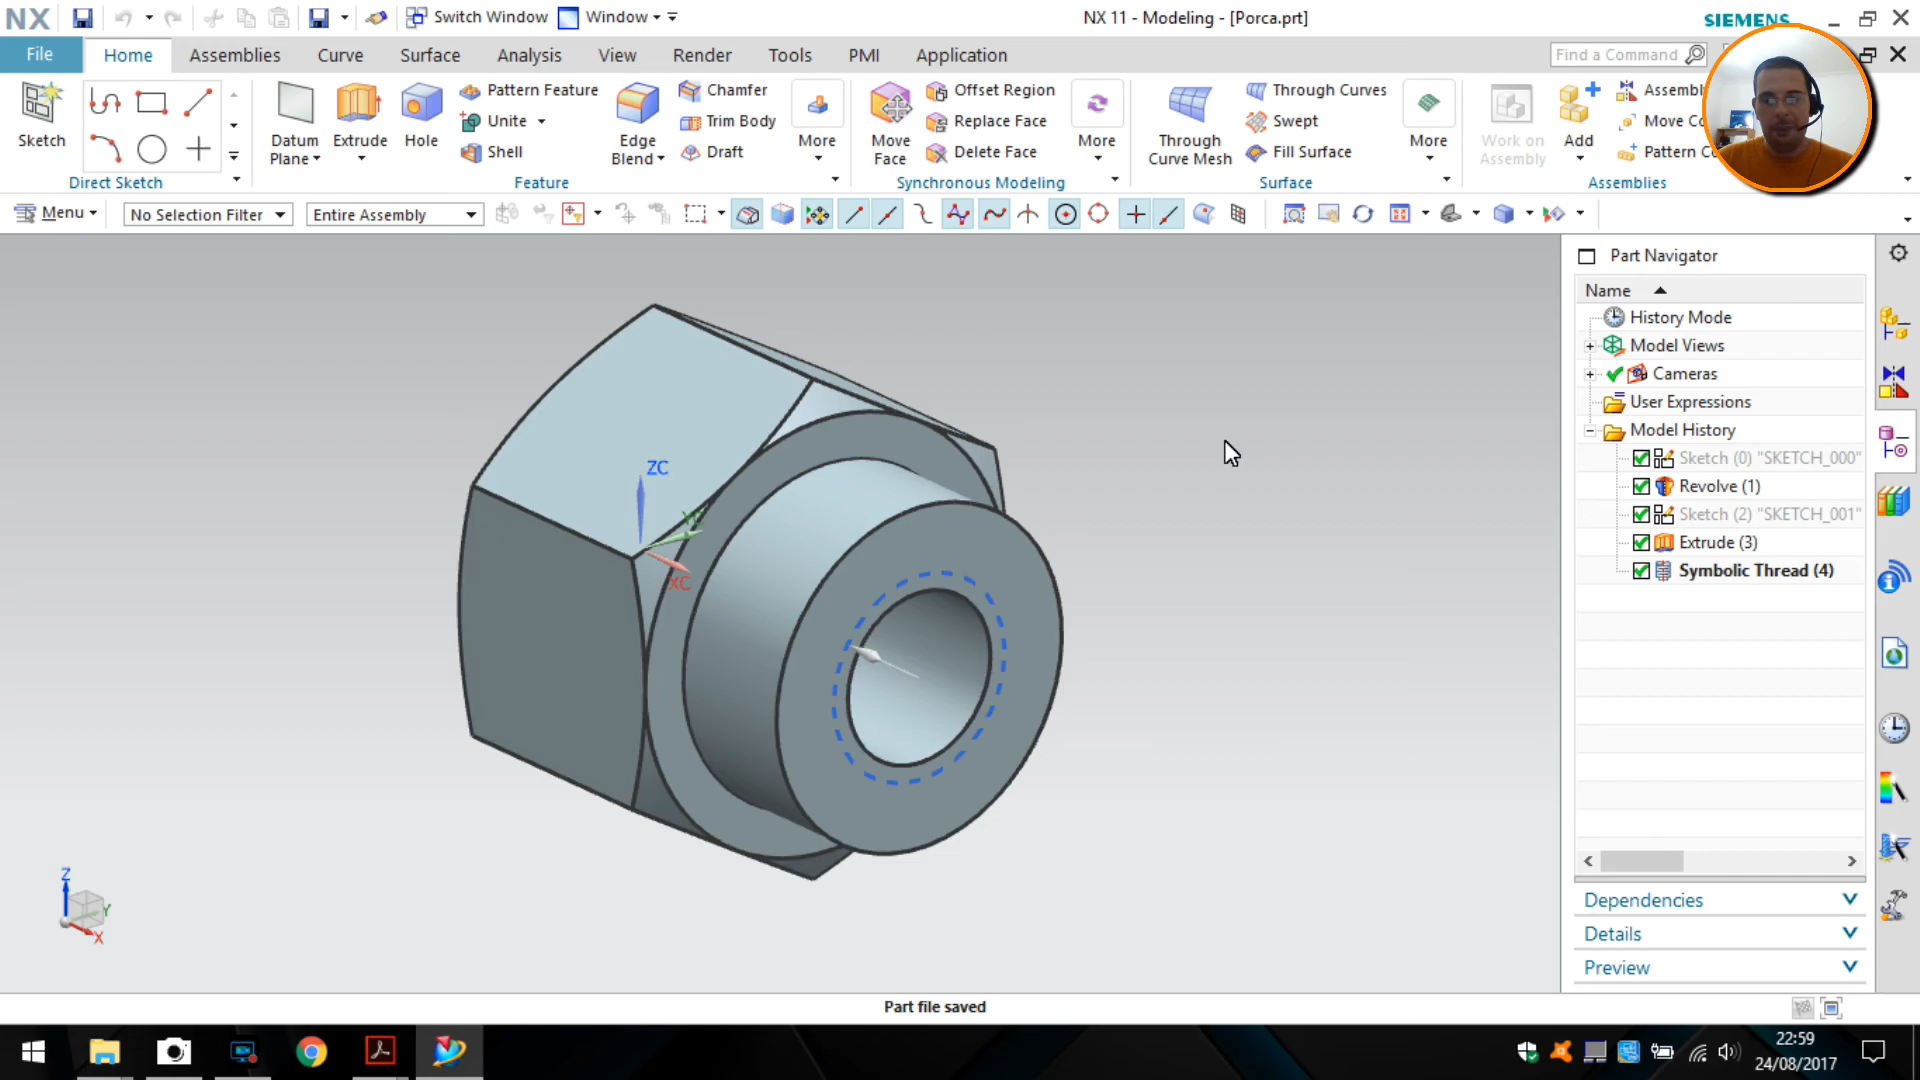 NX
Switch Window
Window
NX 11 - Modeling - [Porca.prt]
SIEMENS
File
Home
Assemblies
Curve
Surface
Analysis
View
Render
Tools
PMI
Application
Find a Command
Sketch
Direct Sketch
Datum
Plane
Extrude
Hole
Pattern Feature
Unite
Shell
Edge
Blend
Chamfer
Trim Body
Draft
More
Feature
Move
Face
Offset Region
Replace Face
Delete Face
More
Synchronous Modeling
Through
Curve Mesh
Through Curves
Swept
Fill Surface
More
Surface
Work on
Assembly
Add
Assembl
Move Co
Pattern C
Assemblies
Menu
No Selection Filter
Entire Assembly
Part Navigator
Name
History Mode
Model Views
Cameras
User Expressions
Model History
Sketch (0) "SKETCH_000"
Revolve (1)
Sketch (2) "SKETCH_001"
Extrude (3)
Symbolic Thread (4)
Dependencies
Details
Preview
ZC
YC
XC
Z
Y
X
Part file saved
22:59
24/08/2017